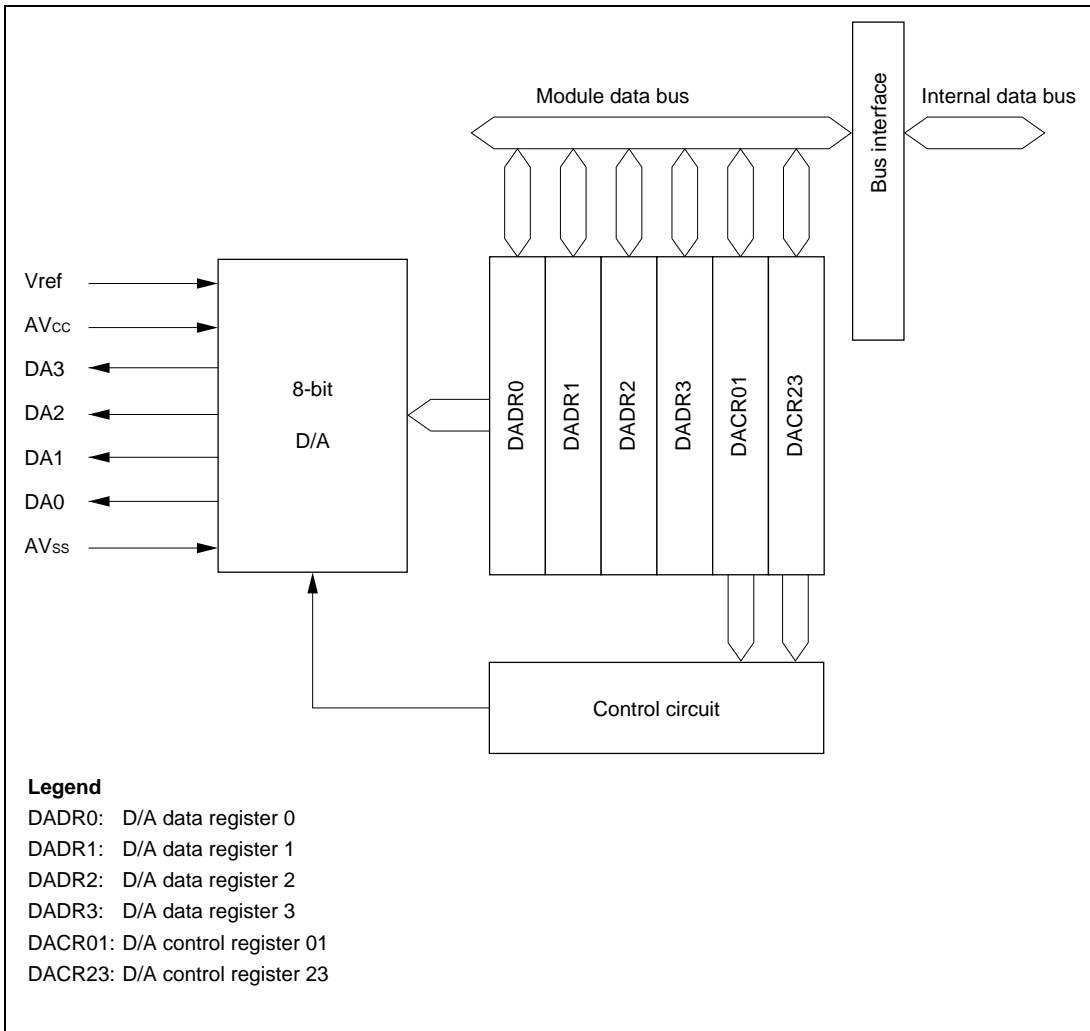 Module data bus
Internal data bus
Bus interface
Vref
AVCC
DA3
DA2
DA1
DA0
AVSS
8-bit
D/A
DADR0
DADR1
DADR2
DADR3
DACR01
DACR23
Control circuit
Legend
DADR0: D/A data register 0
DADR1: D/A data register 1
DADR2: D/A data register 2
DADR3: D/A data register 3
DACR01: D/A control register 01
DACR23: D/A control register 23